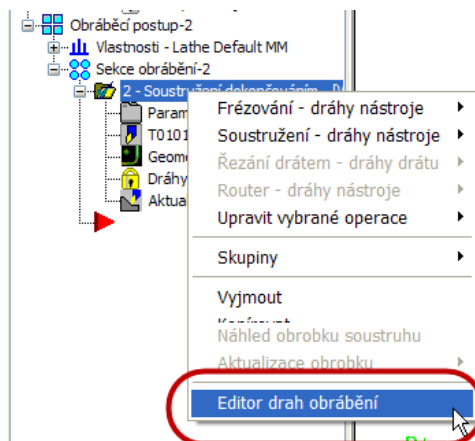 Obráběcí postup-2
Vlastnosti - Lathe Default MM
Sekce obrábění-2
2 - Soustružení dokončováním
Param
T0101
Geome
Dráhy
Aktua
Frézování - dráhy nástroje
Soustružení - dráhy nástroje
Řezání drátem - dráhy drátu
Router - dráhy nástroje
Upravit vybrané operace
Skupiny
Vyjmout
Kopírovat
Náhled obrobku soustruhu
Aktualizace obrobku
Editor drah obrábění